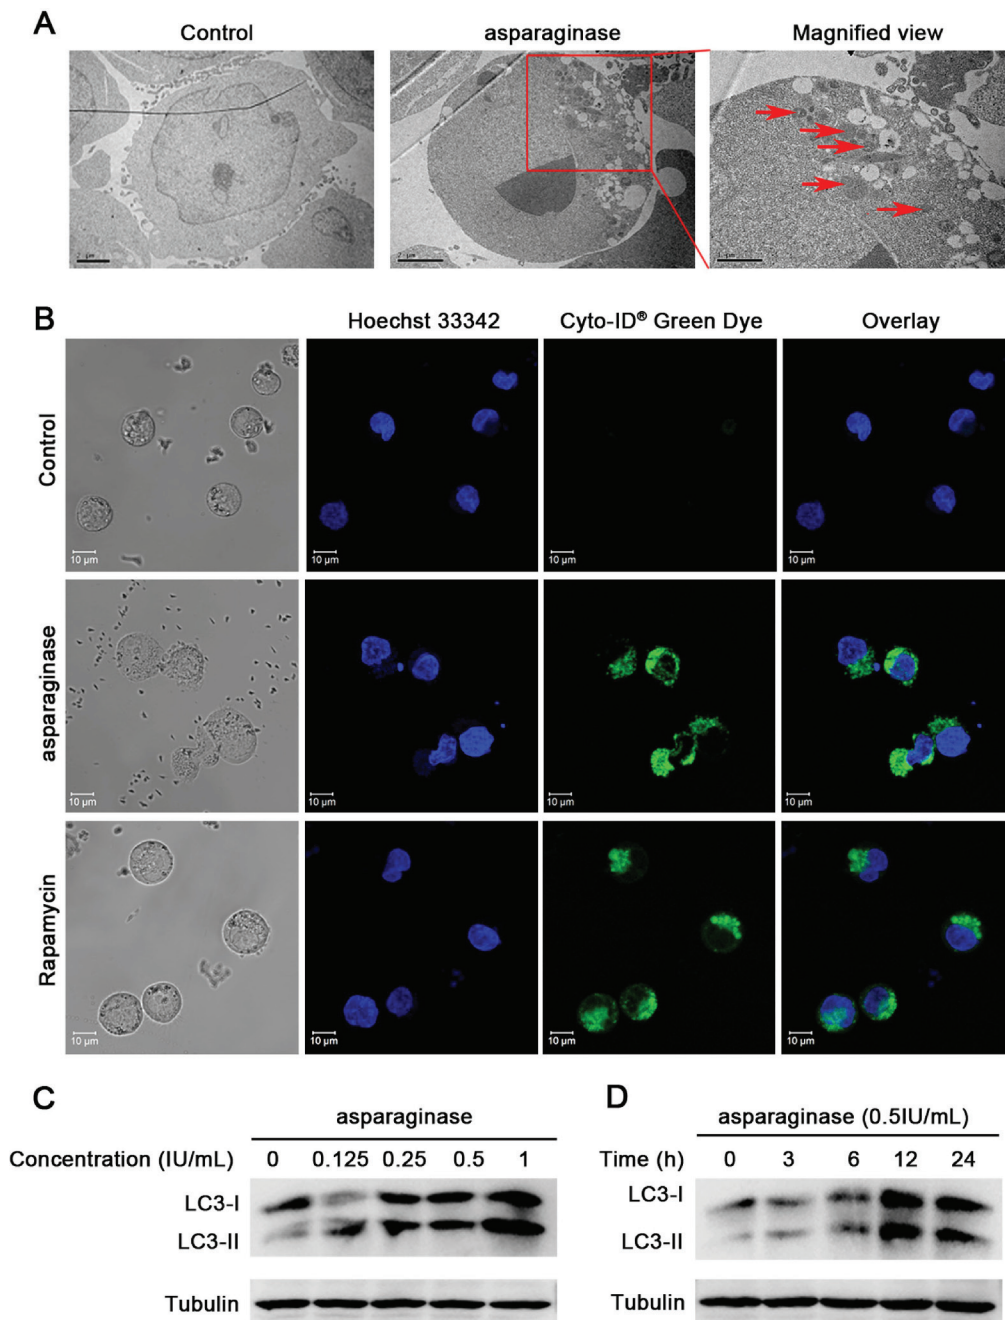 A
Control
asparaginase
Magnified view
B
Hoechst 33342
Cyto-ID® Green Dye
Overlay
Control
10 µm
10 µm
10 µm
10 µm
asparaginase
10 µm
10 µm
10 µm
10 µm
Rapamycin
10 µm
10 µm
10 µm
10 µm
C
asparaginase
Concentration (IU/mL) 0 0.125 0.25 0.5 1
LC3-I
LC3-II
Tubulin
D
asparaginase (0.5IU/mL)
Time (h) 0 3 6 12 24
LC3-I
LC3-II
Tubulin